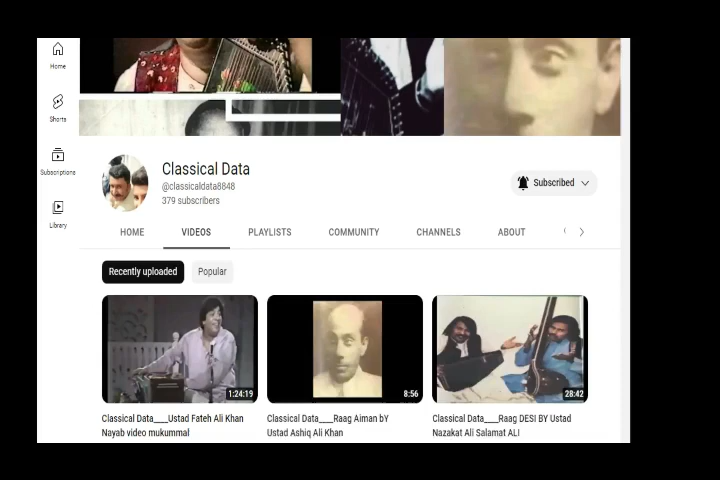 Home
Shorts
Subscriptions
Library
Classical Data
@classicaldata8848
379 subscribers
Subscribed
HOME VIDEOS PLAYLISTS COMMUNITY CHANNELS ABOUT
Recently uploaded Popular
1:24:19 8:56 28:42
Classical Data___Ustad Fateh Ali Khan
Nayab video mukummal
Classical Data___Raag Aiman bY
Ustad Ashiq Ali Khan
Classical Data___Raag DESI BY Ustad
Nazakat Ali Salamat ALI